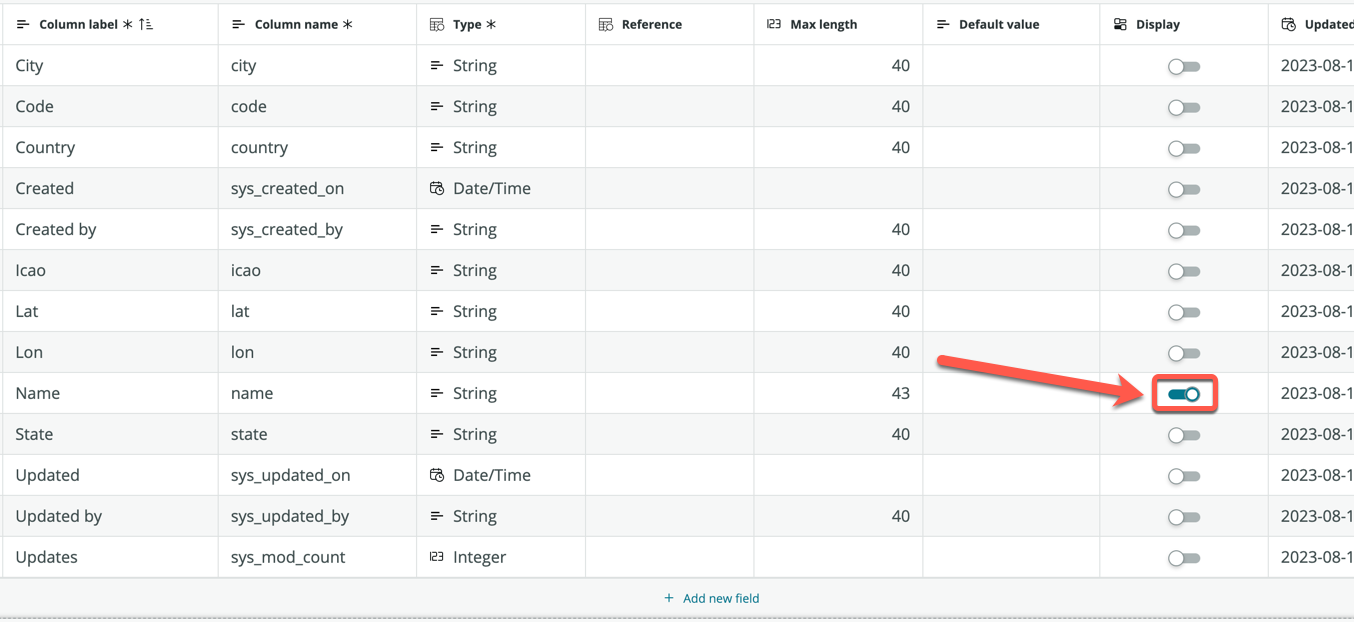 Column label * Column name * Type * Reference Max length Default value Display Updated
City city String 40 2023-08-1
Code code String 40 2023-08-1
Country country String 40 2023-08-1
Created sys_created_on Date/Time 2023-08-1
Created by sys_created_by String 40 2023-08-1
Icao icao String 40 2023-08-1
Lat lat String 40 2023-08-1
Lon lon String 40 2023-08-1
Name name String 43 2023-08-1
State state String 40 2023-08-1
Updated sys_updated_on Date/Time 2023-08-1
Updated by sys_updated_by String 40 2023-08-1
Updates sys_mod_count Integer 2023-08-1
+ Add new field